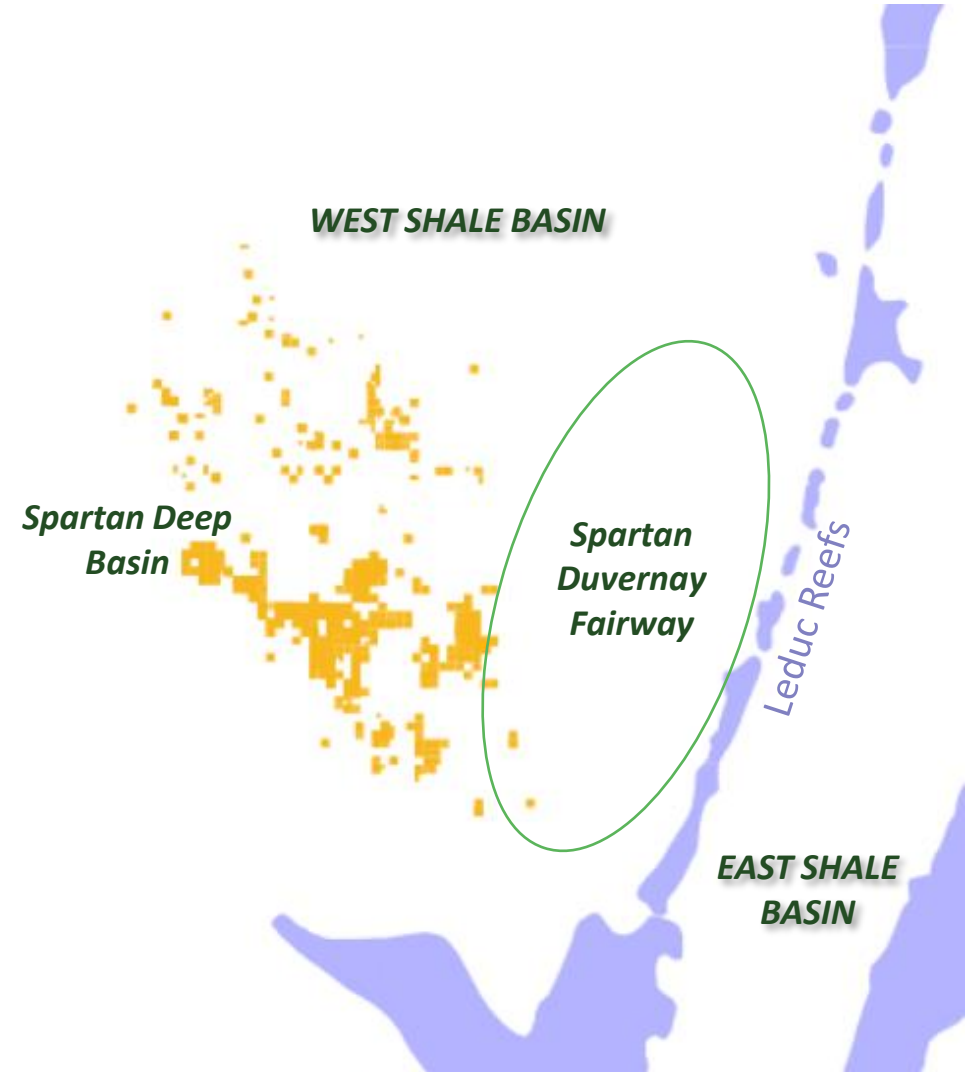 WEST SHALE BASIN
Spartan Deep
Basin
Spartan
Duvernay
Fairway
Leduc Reefs
EAST SHALE
BASIN